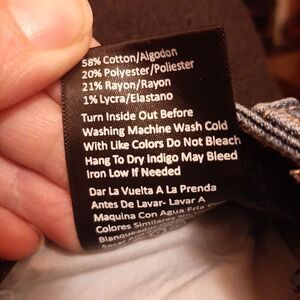 58% Cotton/Algodon
20% Polyester/Poliester
21% Rayon/Rayon
1% Lycra/Elastano
Turn Inside Out Before
Washing Machine Wash Cold
With Like Colors Do Not Bleach
Hang To Dry Indigo May Bleed
Iron Low If Needed
Dar La Vuelta A La Prenda
Antes De Lavar- Lavar A
Maquina Con Agua Fria
Colores Similares No
Blanqueador